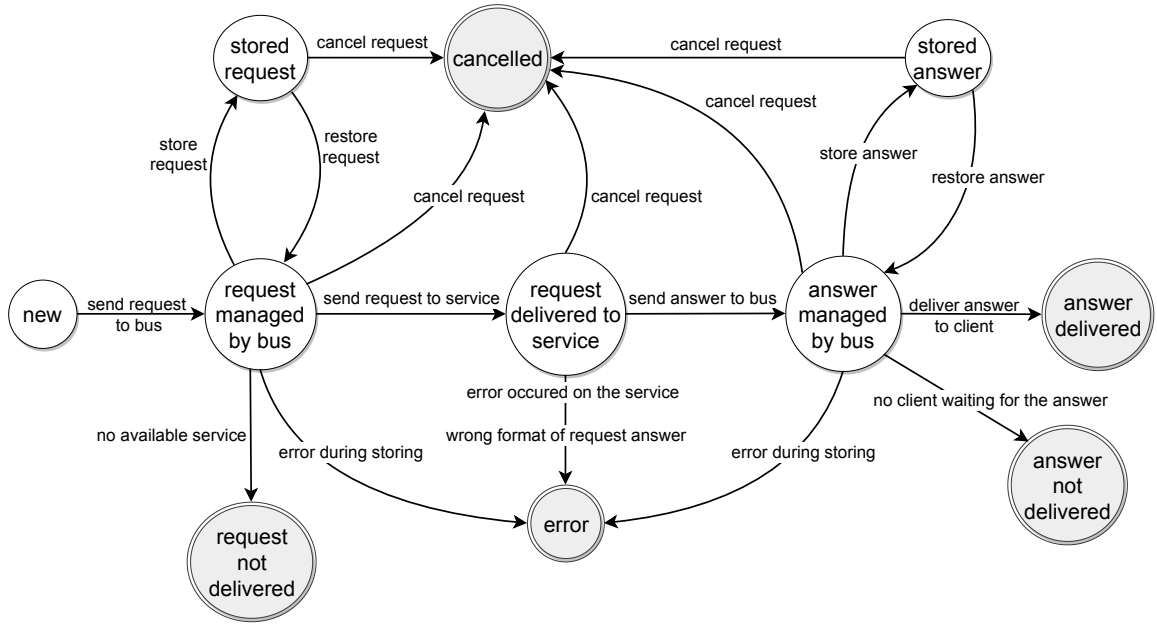 stored
request
cancel request
cancelled
cancel request
stored
answer
cancel request
store
request
restore
request
store answer
restore answer
cancel request
cancel request
new
send request
to bus
request
managed
by bus
send request to service
request
delivered to
service
send answer to bus
answer
managed
by bus
deliver answer
to client
answer
delivered
error occured on the service
no client waiting for the answer
no available service
wrong format of request answer
error during storing
error during storing
answer
not
delivered
request
not
delivered
error